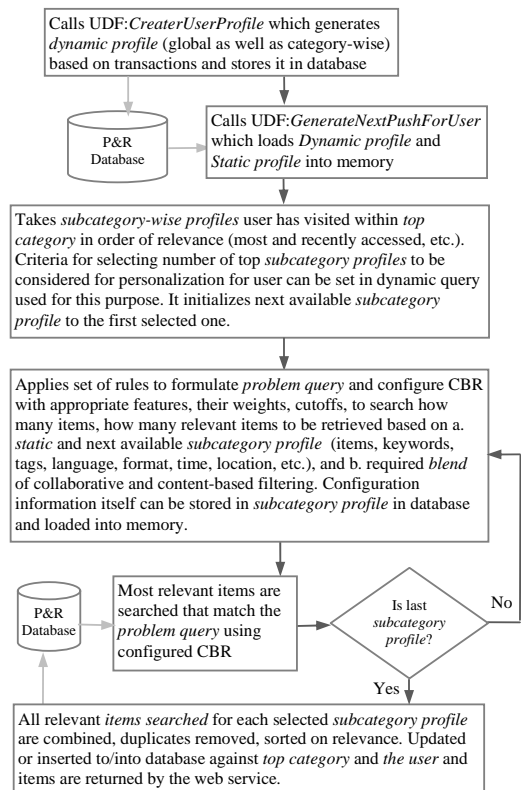 Calls UDF:CreaterUserProfile which generates
dynamic profile (global as well as category-wise)
based on transactions and stores it in database
P&R
Database
Calls UDF:GenerateNextPushForUser
which loads Dynamic profile and
Static profile into memory
Takes subcategory-wise profiles user has visited within top
category in order of relevance (most and recently accessed, etc.).
Criteria for selecting number of top subcategory profiles to be
considered for personalization for user can be set in dynamic query
used for this purpose. It initializes next available subcategory
profile to the first selected one.
Applies set of rules to formulate problem query and configure CBR
with appropriate features, their weights, cutoffs, to search how
many items, how many relevant items to be retrieved based on a.
static and next available subcategory profile (items, keywords,
tags, language, format, time, location, etc.), and b. required blend
of collaborative and content-based filtering. Configuration
information itself can be stored in subcategory profile in database
and loaded into memory.
P&R
Database
Most relevant items are
searched that match the
problem query using
configured CBR
Is last
subcategory
profile?
No
Yes
All relevant items searched for each selected subcategory profile
are combined, duplicates removed, sorted on relevance. Updated
or inserted to/into database against top category and the user and
items are returned by the web service.